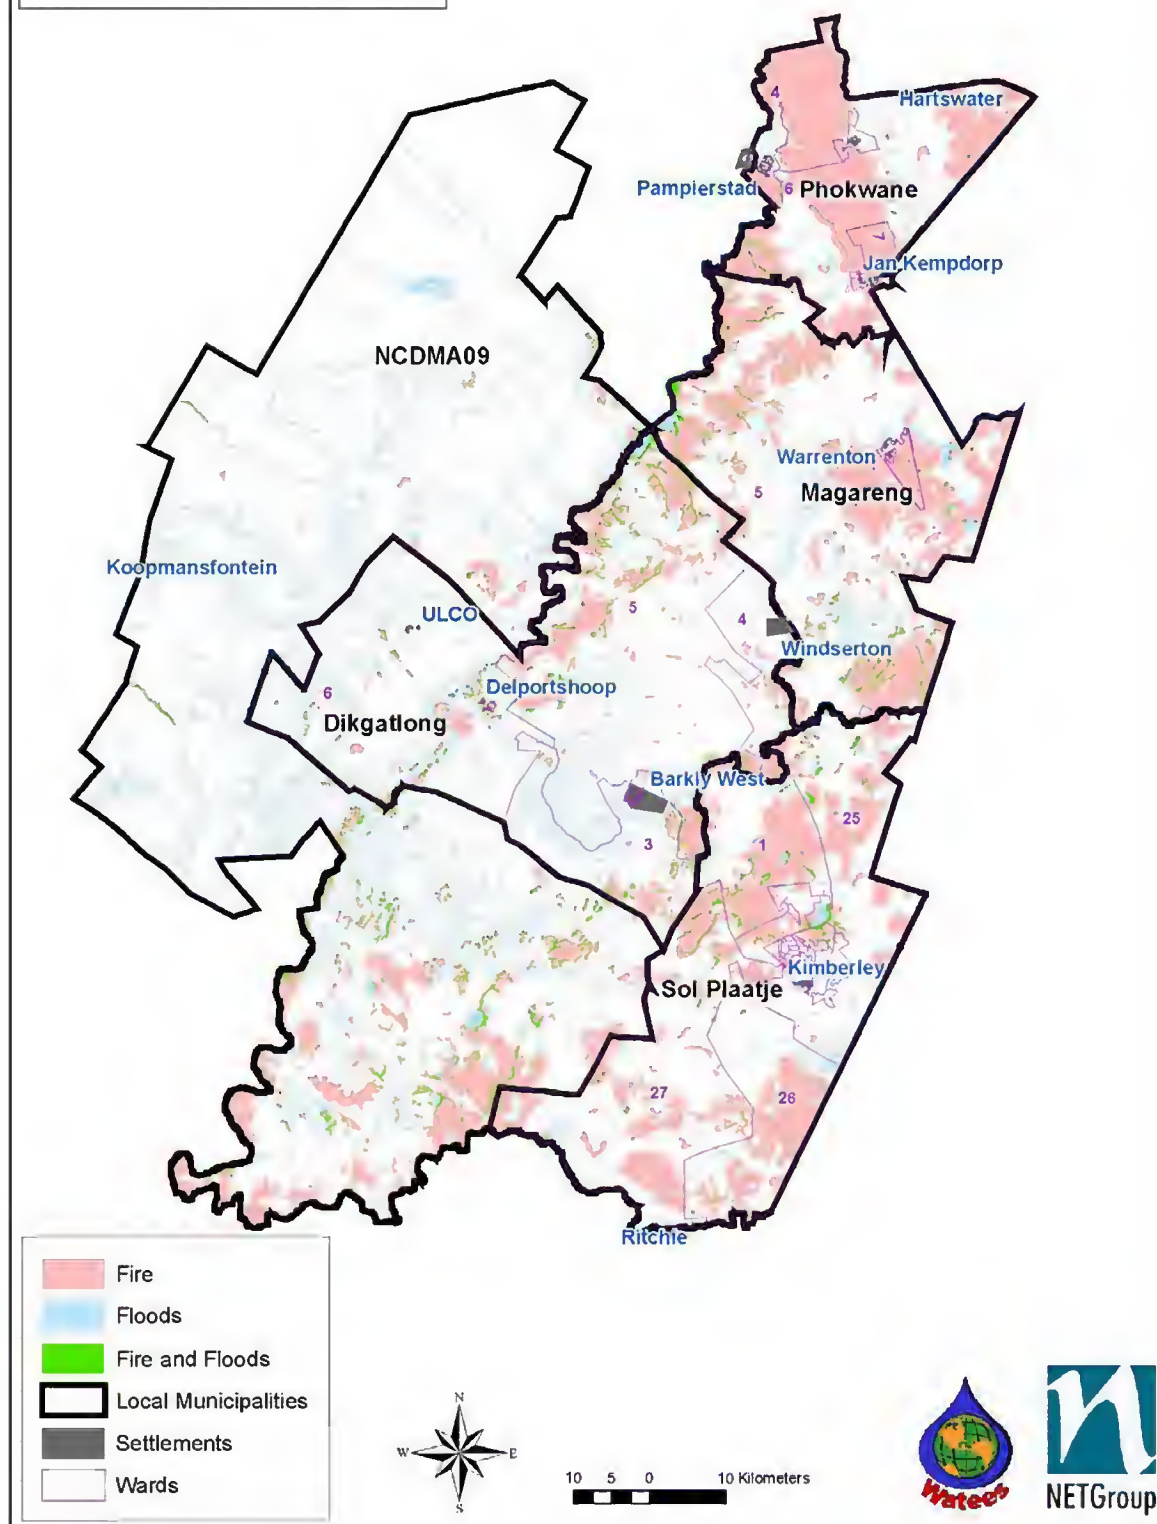 4
Hartswater
Pampierstad
6
Phokwane
Jan Kempdorp
NCDMA09
Warrenton
5
Magareng
Koopmansfontein
5
ULCO
4
Windserton
Delportshoop
6
Dikgatlong
Barkly West
25
3
1
Kimberley
Sol Plaatje
27
26
Ritchie
Fire
Floods
Fire and Floods
Local Municipalities
Settlements
Wards
N
W
E
S
10 5 0 10 Kilometers
Watees
NETGroup